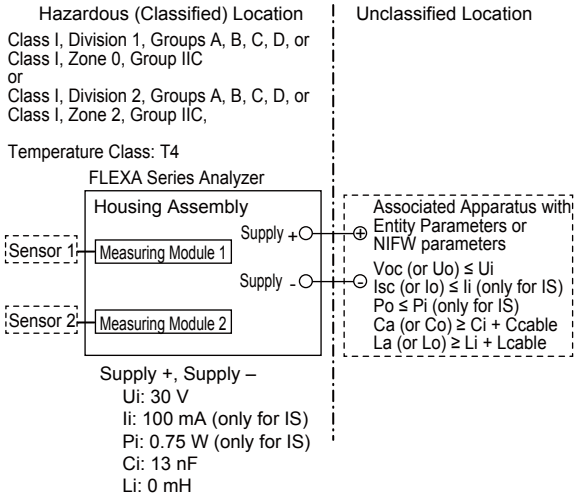 Hazardous (Classified) Location
Unclassified Location
Class I, Division 1, Groups A, B, C, D, or
Class I, Zone 0, Group IIC
or
Class I, Division 2, Groups A, B, C, D, or
Class I, Zone 2, Group IIC,
Temperature Class: T4
FLEXA Series Analyzer
Housing Assembly
Supply +
Supply -
Sensor 1
Measuring Module 1
Sensor 2
Measuring Module 2
+
-
Associated Apparatus with
Entity Parameters or
NIFW parameters
Voc (or Uo) ≤ Ui
Isc (or Io) ≤ Ii (only for IS)
Po ≤ Pi (only for IS)
Ca (or Co) ≥ Ci + Ccable
La (or Lo) ≥ Li + Lcable
Supply +, Supply –
Ui: 30 V
Ii: 100 mA (only for IS)
Pi: 0.75 W (only for IS)
Ci: 13 nF
Li: 0 mH